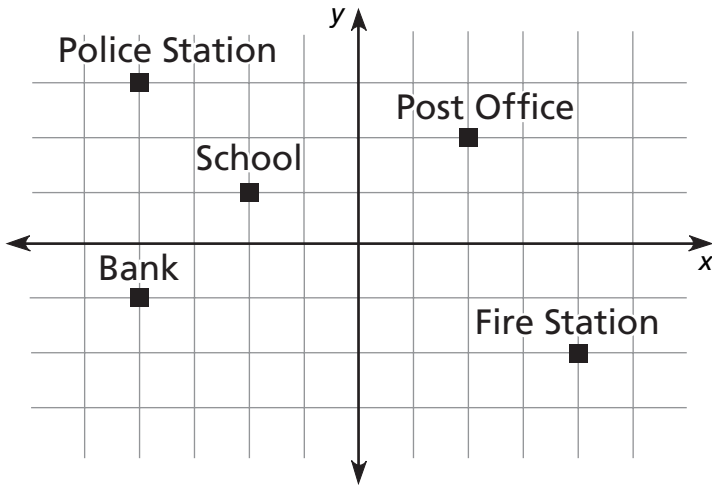 y
Police Station
Post Office
School
x
Bank
Fire Station